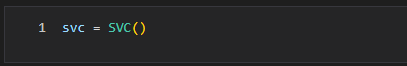 1 svc = SVC()